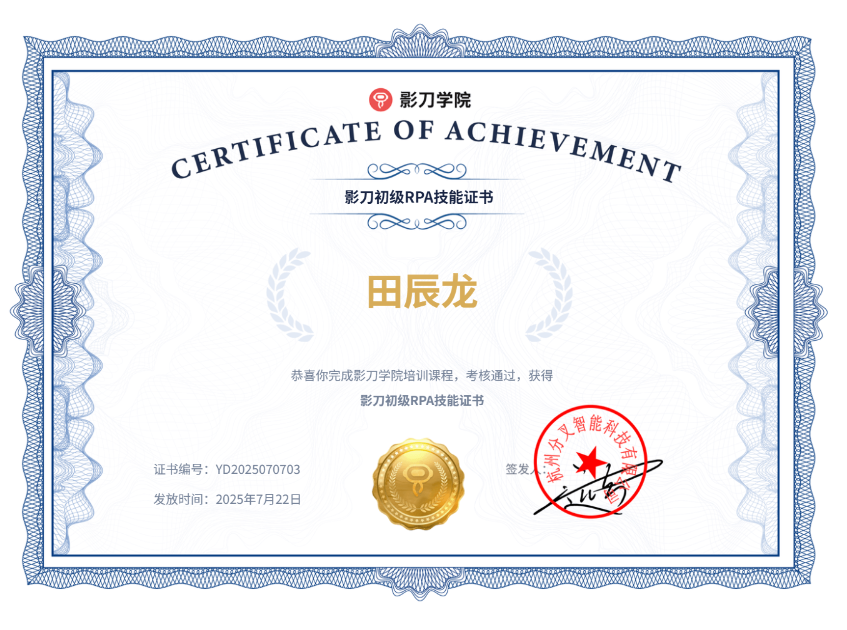 影刀学院
CERTIFICATE OF ACHIEVEMENT
影刀初级RPA技能证书
田辰龙
恭喜你完成影刀学院培训课程，考核通过，获得
影刀初级RPA技能证书
证书编号：YD2025070703
签发人：
发放时间：2025年7月22日
杭州分叉智能科技有限公司